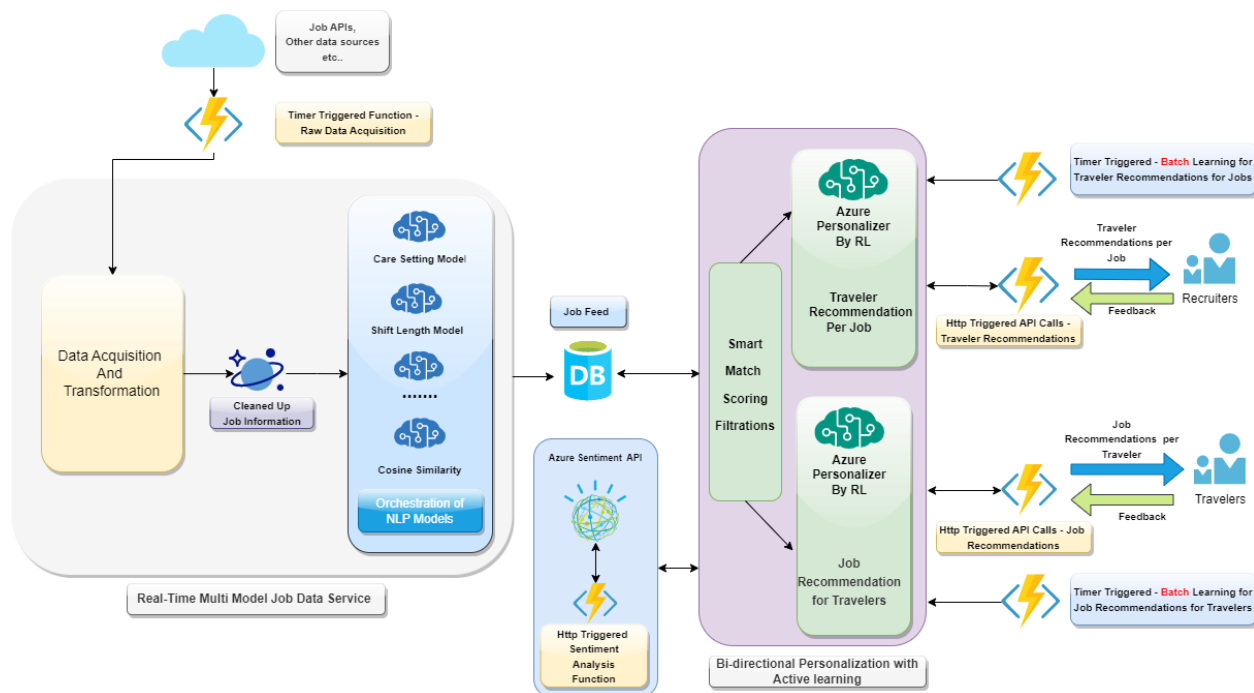 Job APIs,
Other data sources
etc..
Timer Triggered Function -
Raw Data Acquisition
Data Acquisition
And
Transformation
Cleaned Up
Job Information
Care Setting Model
Shift Length Model
.......
Cosine Similarity
Orchestration of
NLP Models
Real-Time Multi Model Job Data Service
Job Feed
DB
Azure Sentiment API
Http Triggered
Sentiment
Analysis
Function
Smart
Match
Scoring
Filtrations
Azure
Personalizer
By RL
Traveler
Recommendation
Per Job
Azure
Personalizer
By RL
Job
Recommendation
for Travelers
Bi-directional Personalization with
Active learning
Timer Triggered - Batch Learning for
Traveler Recommendations for Jobs
Traveler
Recommendations per
Job
Feedback
Recruiters
Http Triggered API Calls -
Traveler Recommendations
Job
Recommendations per
Traveler
Feedback
Travelers
Http Triggered API Calls - Job
Recommendations
Timer Triggered - Batch Learning for
Job Recommendations for Travelers